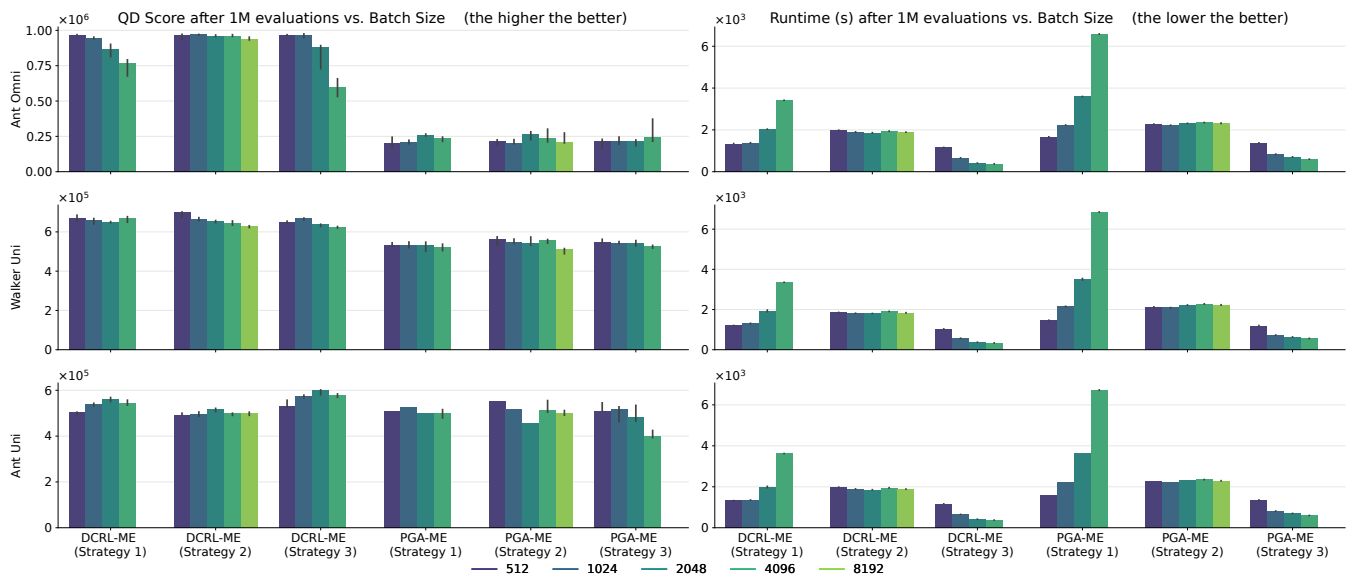 QD Score after 1M evaluations vs. Batch Size (the higher the better)
×10⁶
1.00
0.75
0.50
0.25
0.00
Ant Omni
Runtime (s) after 1M evaluations vs. Batch Size (the lower the better)
×10³
6
4
2
0
×10⁵
6
4
2
0
Walker Uni
×10³
6
4
2
0
×10⁵
6
4
2
0
Ant Uni
×10³
6
4
2
0
DCRL-ME
(Strategy 1)
DCRL-ME
(Strategy 2)
DCRL-ME
(Strategy 3)
PGA-ME
(Strategy 1)
PGA-ME
(Strategy 2)
PGA-ME
(Strategy 3)
DCRL-ME
(Strategy 1)
DCRL-ME
(Strategy 2)
DCRL-ME
(Strategy 3)
PGA-ME
(Strategy 1)
PGA-ME
(Strategy 2)
PGA-ME
(Strategy 3)
512 1024 2048 4096 8192